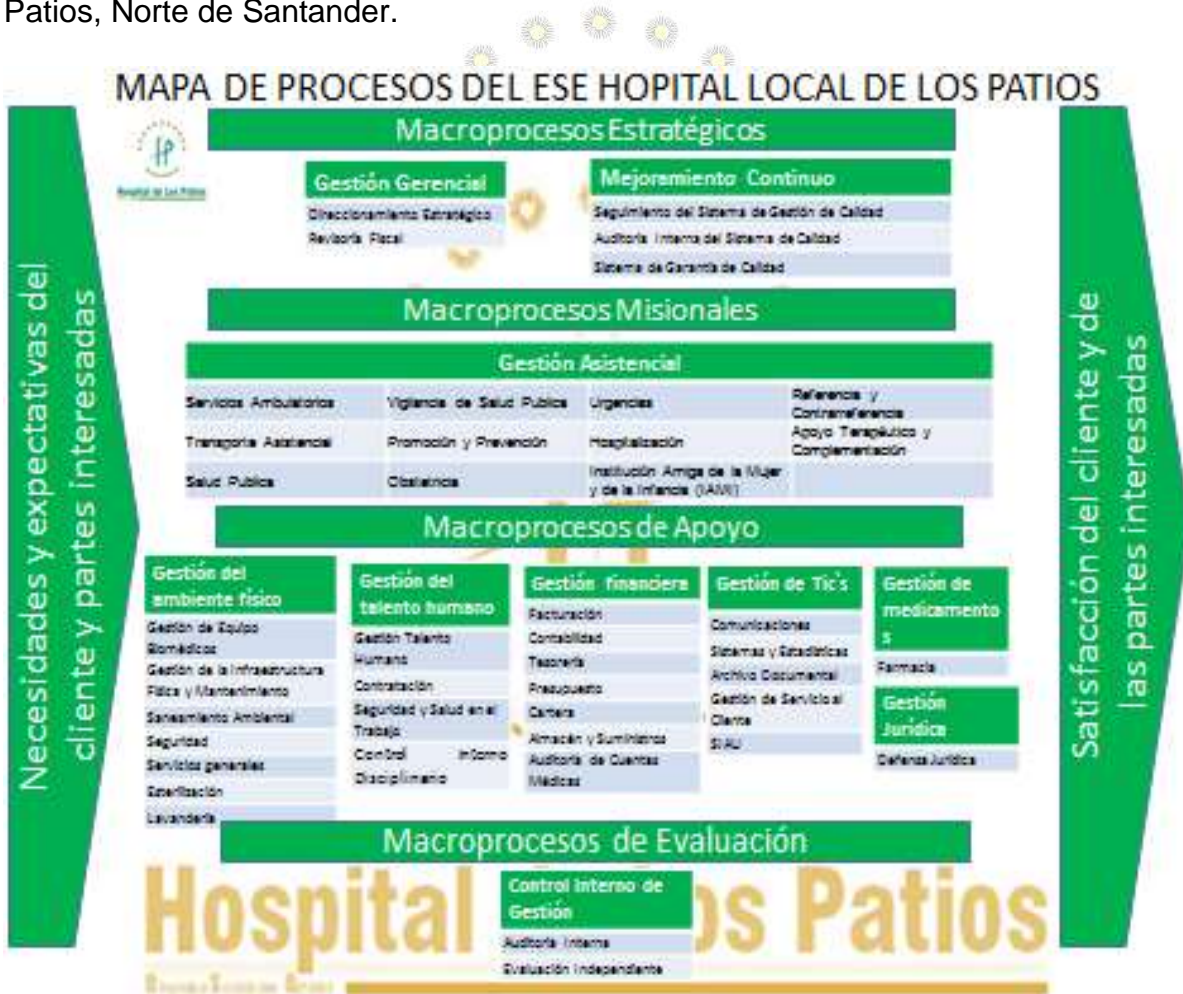 Patios, Norte de Santander.
MAPA DE PROCESOS DEL ESE HOPITAL LOCAL DE LOS PATIOS
Hospital de Los Patios
Necesidades y expectativas del
cliente y partes interesadas
Macroprocesos Estratégicos
Gestión Gerencial
Direccionamiento Estratégico
Revisoría Fiscal
Mejoramiento Continuo
Seguimiento del Sistema de Gestión de Calidad
Auditoría Interna del Sistema de Calidad
Sistema de Garantía de Calidad
Macroprocesos Misionales
Gestión Asistencial
Servicios Ambulatorios
Vigilancia de Salud Publica
Urgencias
Referencia y
Contrarreferencia
Transporte Asistencial
Promoción y Prevención
Hospitalización
Apoyo Terapéutico y
Complementación
Salud Publica
Obstetricia
Institución Amiga de la Mujer
y de la Infancia (IAMI)
Macroprocesos de Apoyo
Gestión del
ambiente físico
Gestión de Equipo
Biomédicos
Gestión de la Infraestructura
Física y Mantenimiento
Saneamiento Ambiental
Seguridad
Servicios generales
Esterilización
Lavandería
Gestión del
talento humano
Gestión Talento
Humano
Contratación
Seguridad y Salud en el
Trabajo
Control Interno
Disciplinario
Gestión financiera
Facturación
Contabilidad
Tesorería
Presupuesto
Cartera
Almacén y Suministros
Auditoría de Cuentas
Médicas
Gestión de Tic's
Comunicaciones
Sistemas y Estadísticas
Archivo Documental
Gestión de Servicio al
Cliente
SIAU
Gestión de
medicamento
s
Farmacia
Gestión
Jurídica
Defensa Jurídica
Macroprocesos de Evaluación
Control Interno de
Gestión
Auditoría Interna
Evaluación Independiente
Hospital
os Patios
Satisfacción del cliente y de
las partes interesadas